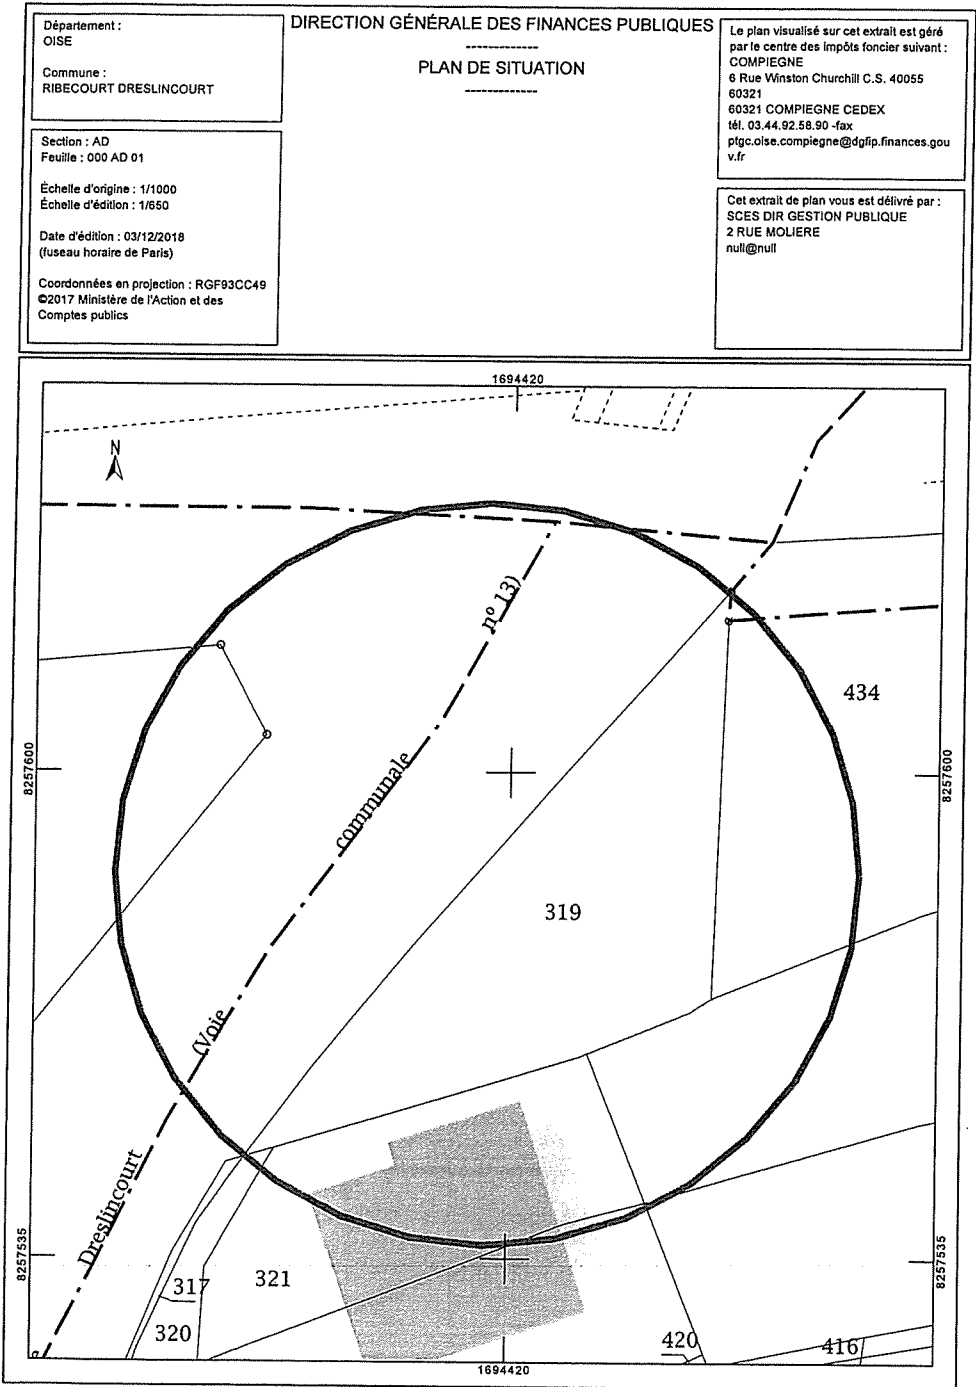 Département :
OISE
Commune :
RIBECOURT DRESLINCOURT
Section : AD
Feuille : 000 AD 01
Échelle d'origine : 1/1000
Échelle d'édition : 1/650
Date d'édition : 03/12/2018
(fuseau horaire de Paris)
Coordonnées en projection : RGF93CC49
©2017 Ministère de l'Action et des
Comptes publics
DIRECTION GÉNÉRALE DES FINANCES PUBLIQUES
-------------
PLAN DE SITUATION
-------------
Le plan visualisé sur cet extrait est géré
par le centre des impôts foncier suivant :
COMPIEGNE
6 Rue Winston Churchill C.S. 40055
60321
60321 COMPIEGNE CEDEX
tél. 03.44.92.58.90 -fax
ptgc.oise.compiegne@dgfip.finances.gou
v.fr
Cet extrait de plan vous est délivré par :
SCES DIR GESTION PUBLIQUE
2 RUE MOLIERE
null@null
1694420
N
nº 13)
434
8257600
8257600
communale
319
(Voie
Dreslincourt
8257535
8257535
317
321
320
420
416
1694420